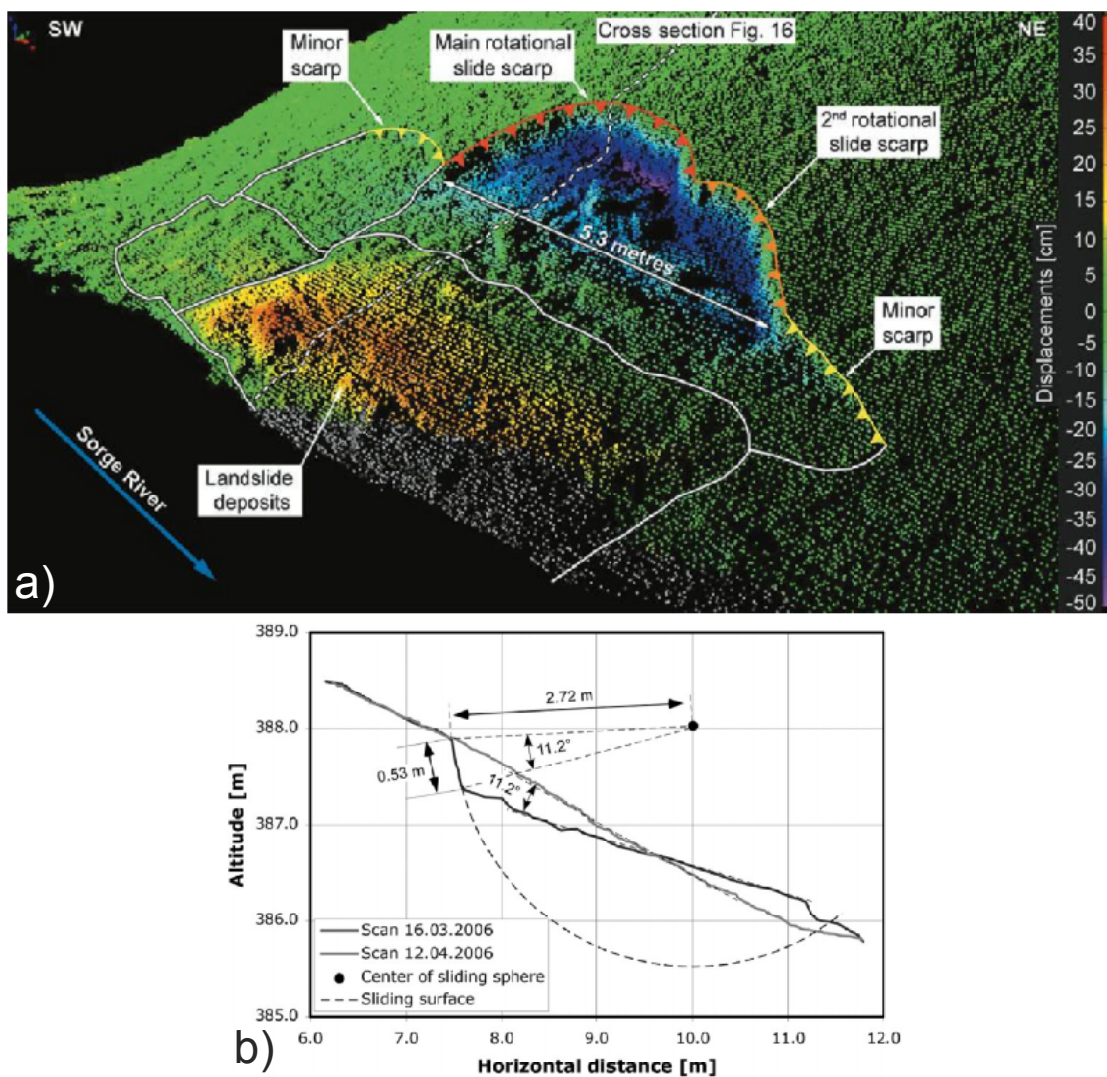 SW
Minor
scarp
Main rotational
slide scarp
Cross section Fig. 16
NE
2nd rotational
slide scarp
5.3 metres
Minor
scarp
Landslide
deposits
Sorge River
a)
Displacements [cm]
40
35
30
25
20
15
10
5
0
-5
-10
-15
-20
-25
-30
-35
-40
-45
-50
389.0
388.0
387.0
386.0
385.0
Altitude [m]
2.72 m
11.2°
0.53 m
11.2°
Scan 16.03.2006
Scan 12.04.2006
Center of sliding sphere
Sliding surface
6.0 7.0 8.0 9.0 10.0 11.0 12.0
b)
Horizontal distance [m]